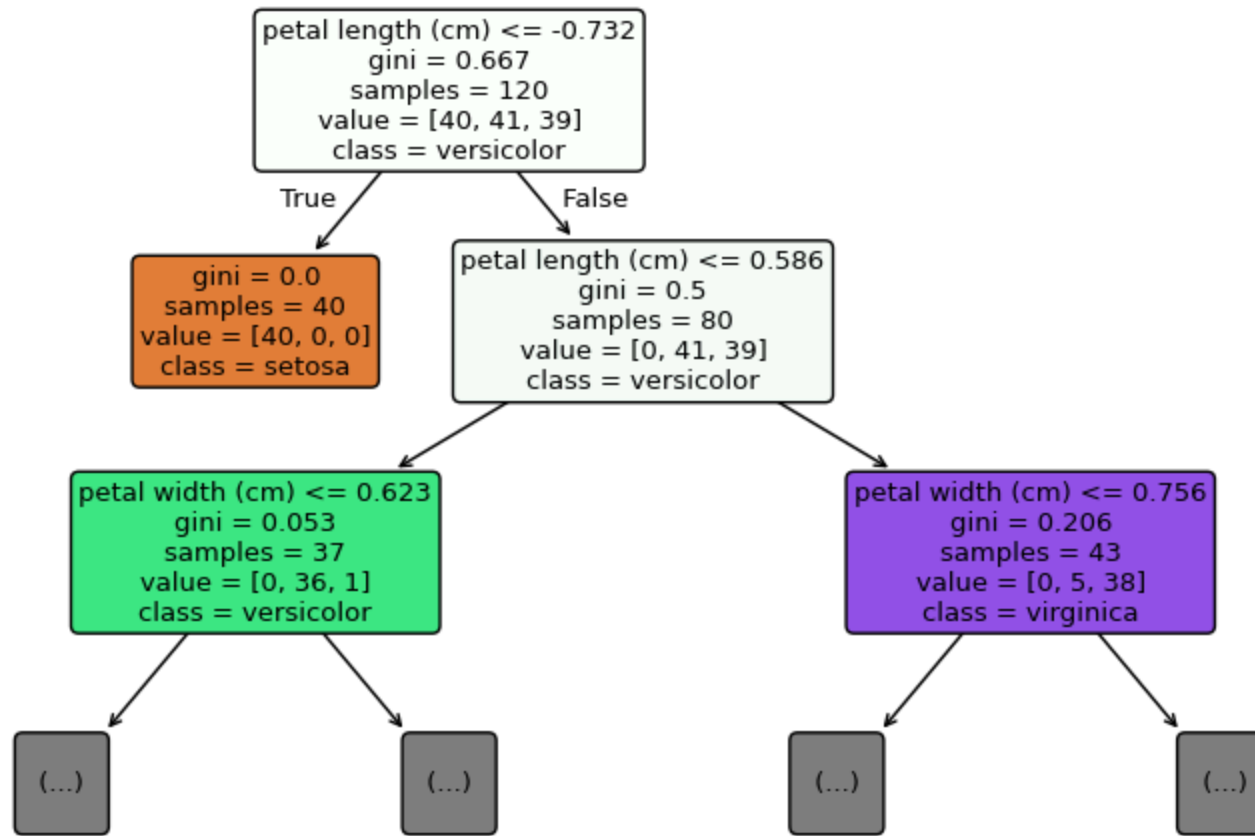 petal length (cm) <= -0.732
gini = 0.667
samples = 120
value = [40, 41, 39]
class = versicolor
True
False
gini = 0.0
samples = 40
value = [40, 0, 0]
class = setosa
petal length (cm) <= 0.586
gini = 0.5
samples = 80
value = [0, 41, 39]
class = versicolor
petal width (cm) <= 0.623
gini = 0.053
samples = 37
value = [0, 36, 1]
class = versicolor
petal width (cm) <= 0.756
gini = 0.206
samples = 43
value = [0, 5, 38]
class = virginica
(...)
(...)
(...)
(...)